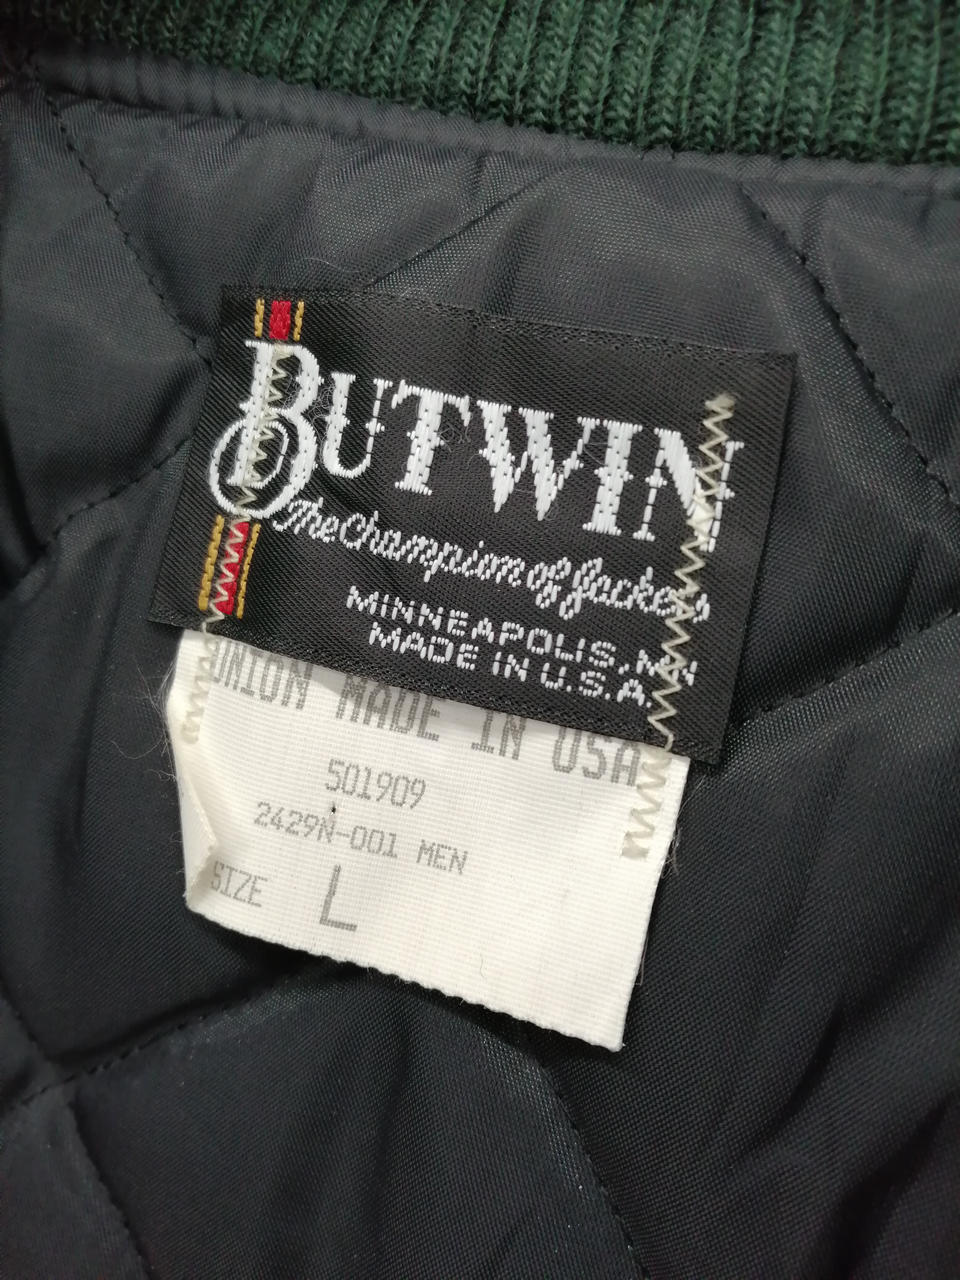 BUTWIN
The Champion of Jackets
MINNEAPOLIS, MN
MADE IN U.S.A.
UNION MADE IN USA
501909
2429N-001 MEN
SIZE L